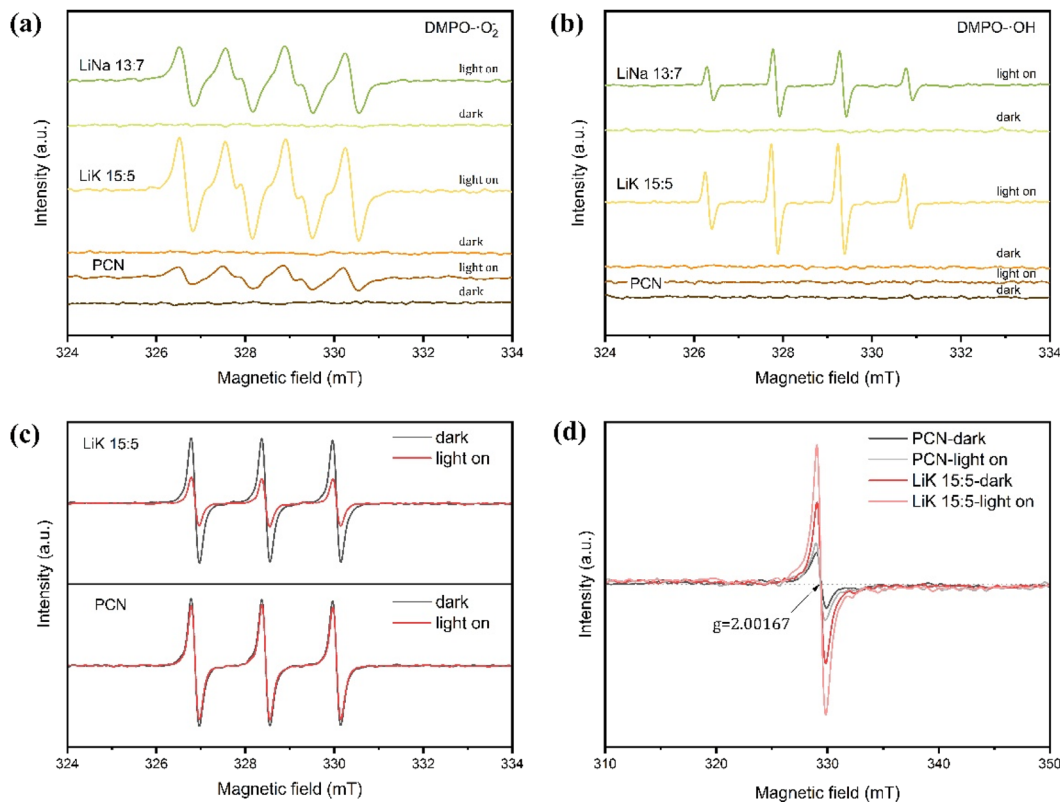 (a)
DMPO-·O₂⁻
LiNa 13:7
light on
dark
LiK 15:5
light on
dark
PCN
light on
dark
Intensity (a.u.)
324 326 328 330 332 334
Magnetic field (mT)
(b)
DMPO-·OH
LiNa 13:7
light on
dark
LiK 15:5
light on
dark
light on
PCN
dark
Intensity (a.u.)
324 326 328 330 332 334
Magnetic field (mT)
(c)
LiK 15:5
dark
light on
PCN
dark
light on
Intensity (a.u.)
324 326 328 330 332 334
Magnetic field (mT)
(d)
PCN-dark
PCN-light on
LiK 15:5-dark
LiK 15:5-light on
g=2.00167
Intensity (a.u.)
310 320 330 340 350
Magnetic field (mT)